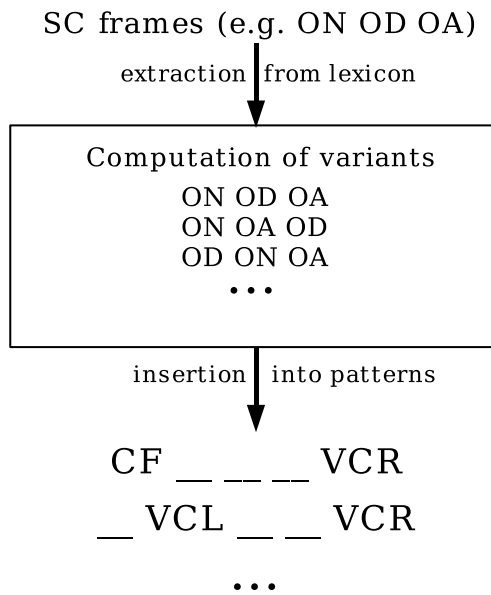 SC frames (e.g. ON OD OA)
extraction from lexicon
Computation of variants
ON OD OA
ON OA OD
OD ON OA
...
insertion into patterns
CF __ __ __ VCR
__ VCL __ __ VCR
...